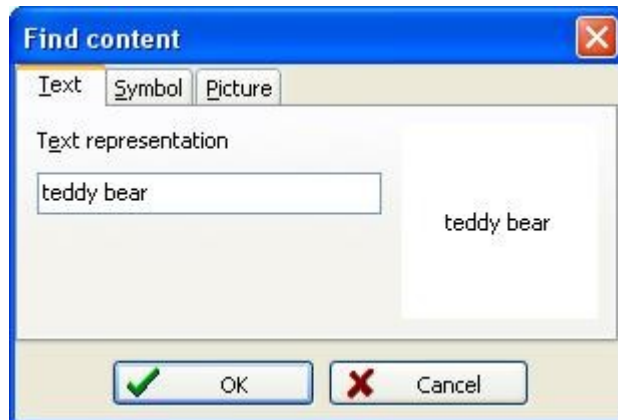 Find content
Text Symbol Picture
Text representation
teddy bear
teddy bear
OK Cancel